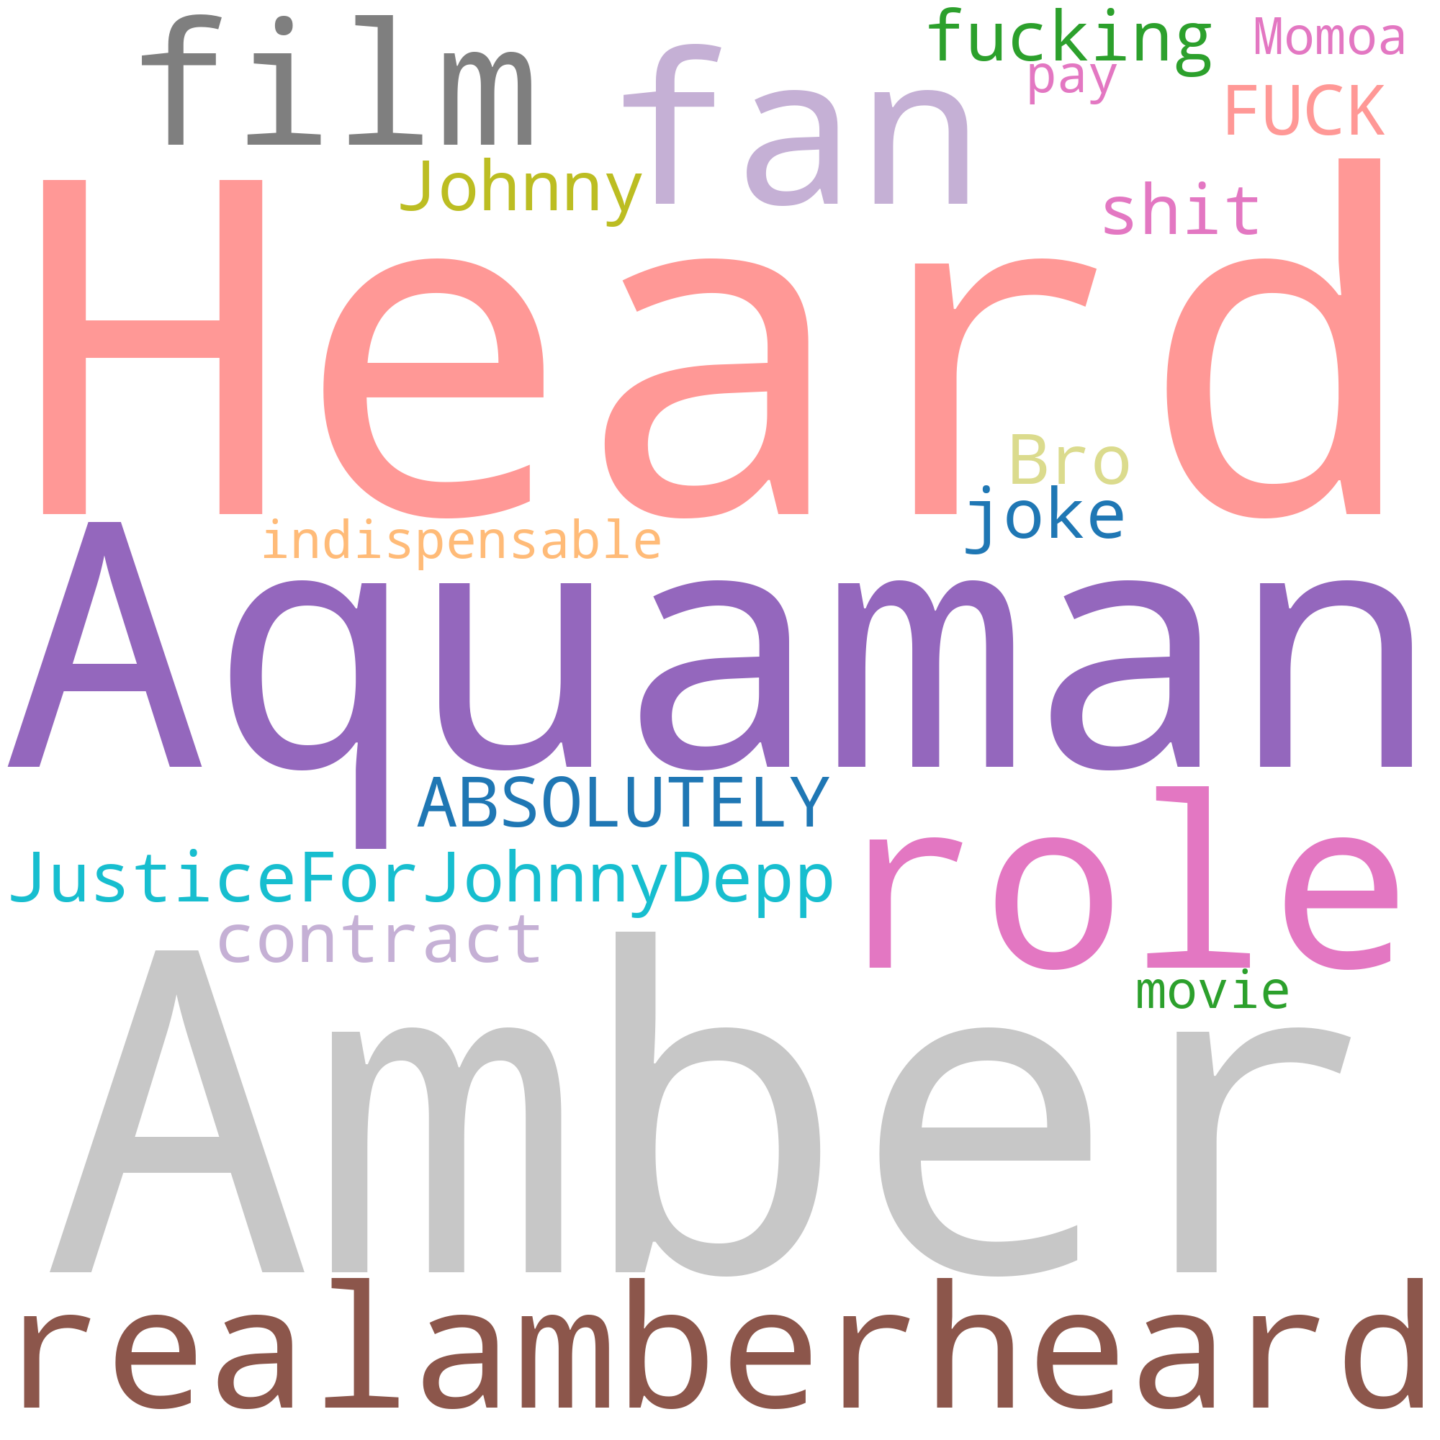 film
fan
fucking
Momoa
pay
FUCK
Johnny
shit
Heard
Bro
joke
indispensable
Aquaman
ABSOLUTELY
role
JusticeForJohnnyDepp
contract
movie
Amber
realamberheard